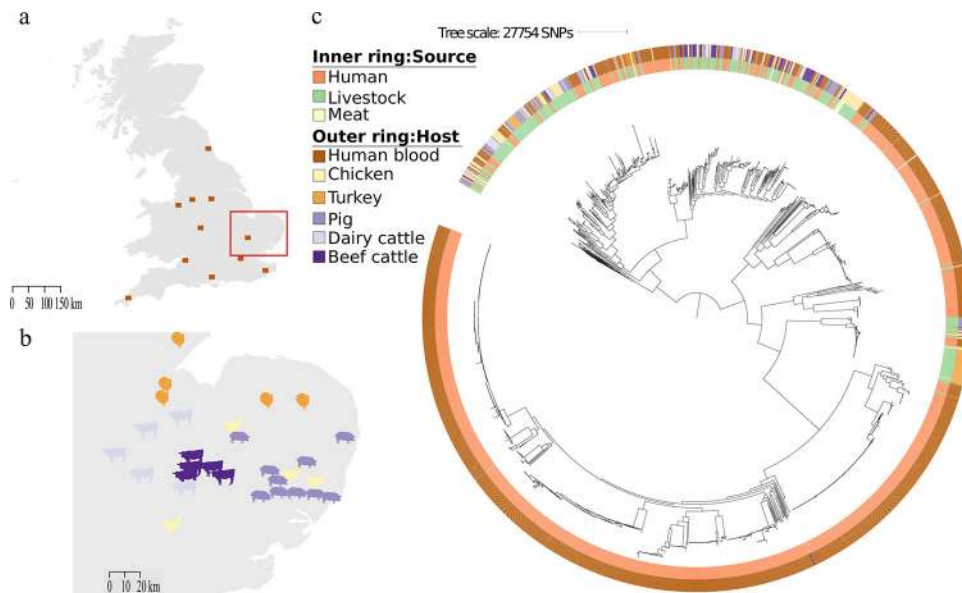 a
0 50 100 150 km
b
0 10 20 km
c
Tree scale: 27754 SNPs
Inner ring:Source
Human
Livestock
Meat
Outer ring:Host
Human blood
Chicken
Turkey
Pig
Dairy cattle
Beef cattle